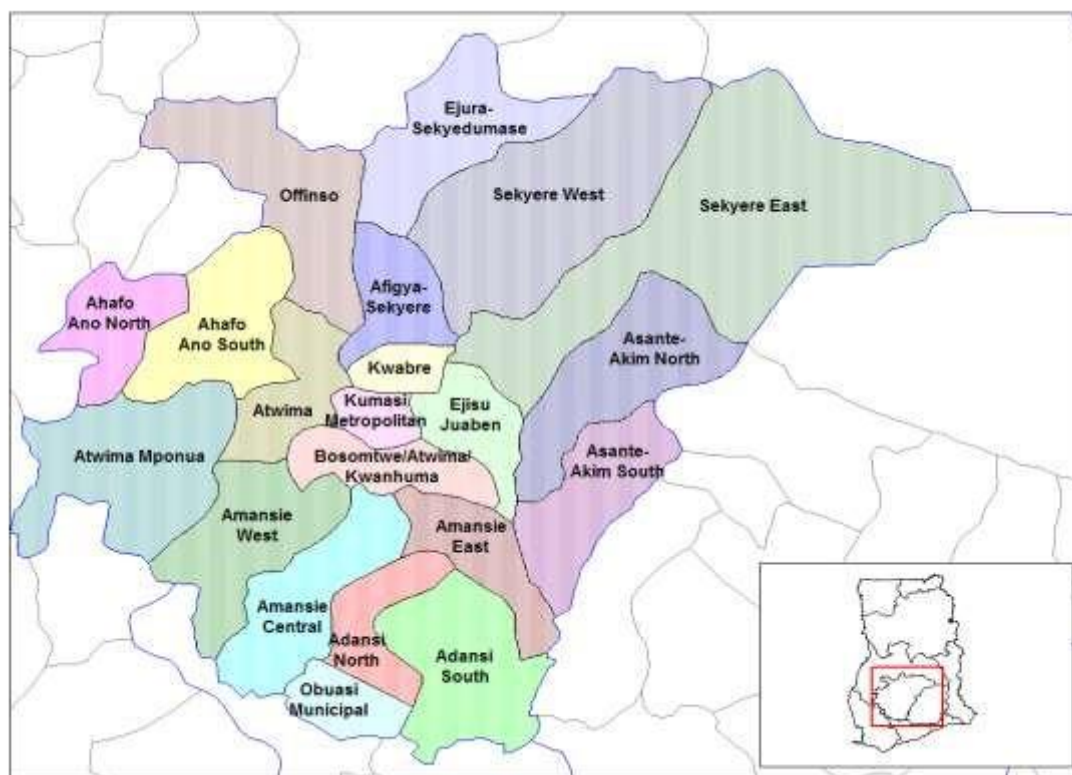 Ejura-
Sekyedumase
Offinso
Sekyere West
Sekyere East
Afigya-
Sekyere
Ahafo
Ano North
Ahafo
Ano South
Asante-
Akim North
Kwabre
Kumasi
Metropolitan
Ejisu
Juaben
Atwima
Atwima Mponua
Bosomtwe/Atwima/
Kwanhuma
Asante-
Akim South
Amansie
West
Amansie
East
Amansie
Central
Adansi
North
Adansi
South
Obuasi
Municipal